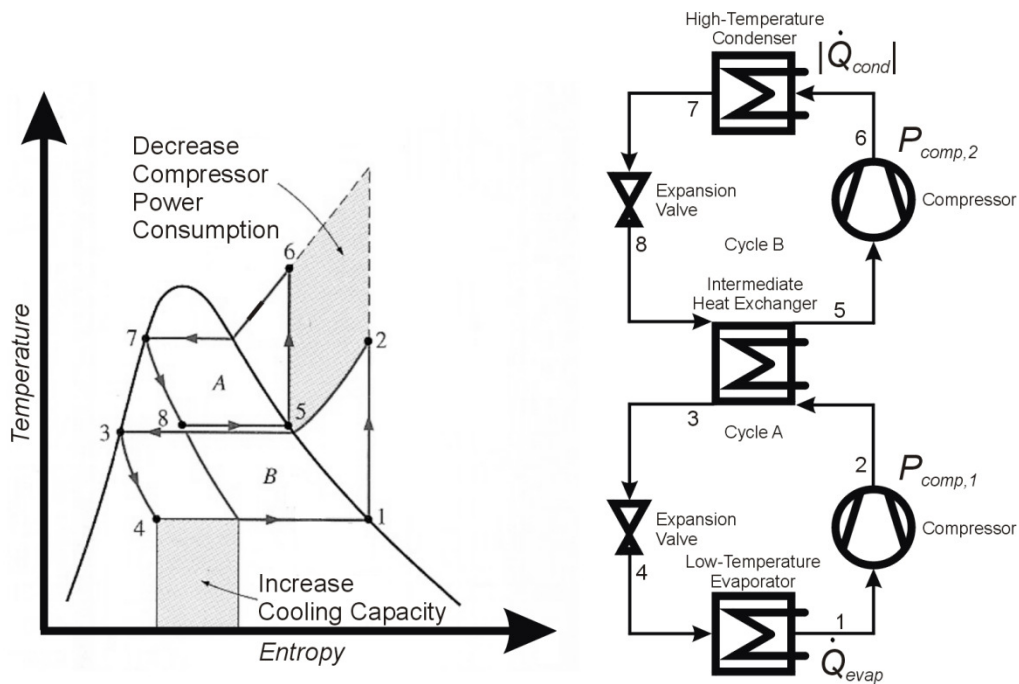 Decrease
Compressor
Power
Consumption
6
7
2
A
3
8
5
B
4
1
Increase
Cooling Capacity
Temperature
Entropy
High-Temperature
Condenser
|Q̇cond|
7
6
Pcomp,2
Expansion
Valve
Compressor
8
Cycle B
Intermediate
Heat Exchanger
5
3
Cycle A
2
Pcomp,1
Expansion
Valve
Compressor
4
Low-Temperature
Evaporator
1
Q̇evap